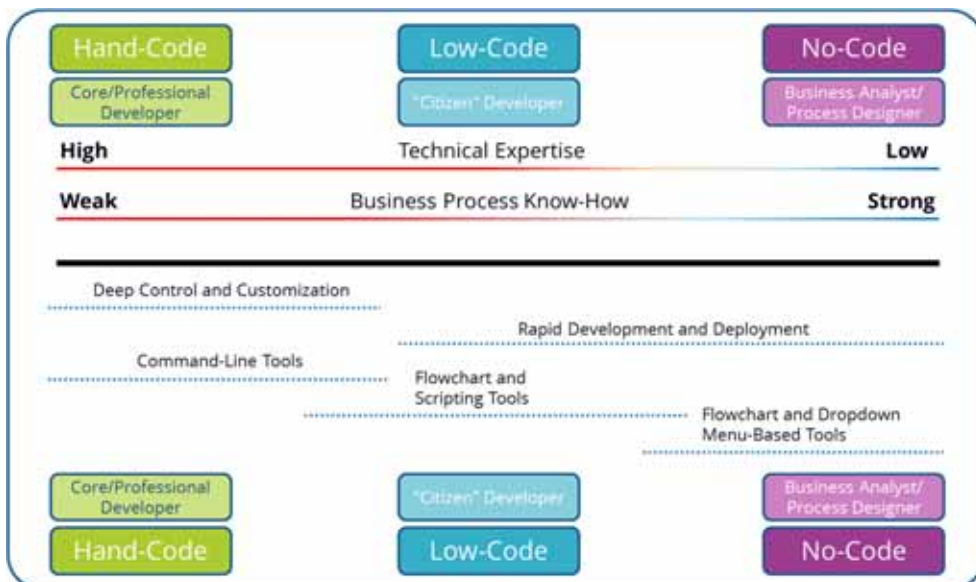 Hand-Code
Low-Code
No-Code
Core/Professional
Developer
"Citizen" Developer
Business Analyst/
Process Designer
High
Technical Expertise
Low
Weak
Business Process Know-How
Strong
Deep Control and Customization
Rapid Development and Deployment
Command-Line Tools
Flowchart and
Scripting Tools
Flowchart and Dropdown
Menu-Based Tools
Core/Professional
Developer
"Citizen" Developer
Business Analyst/
Process Designer
Hand-Code
Low-Code
No-Code